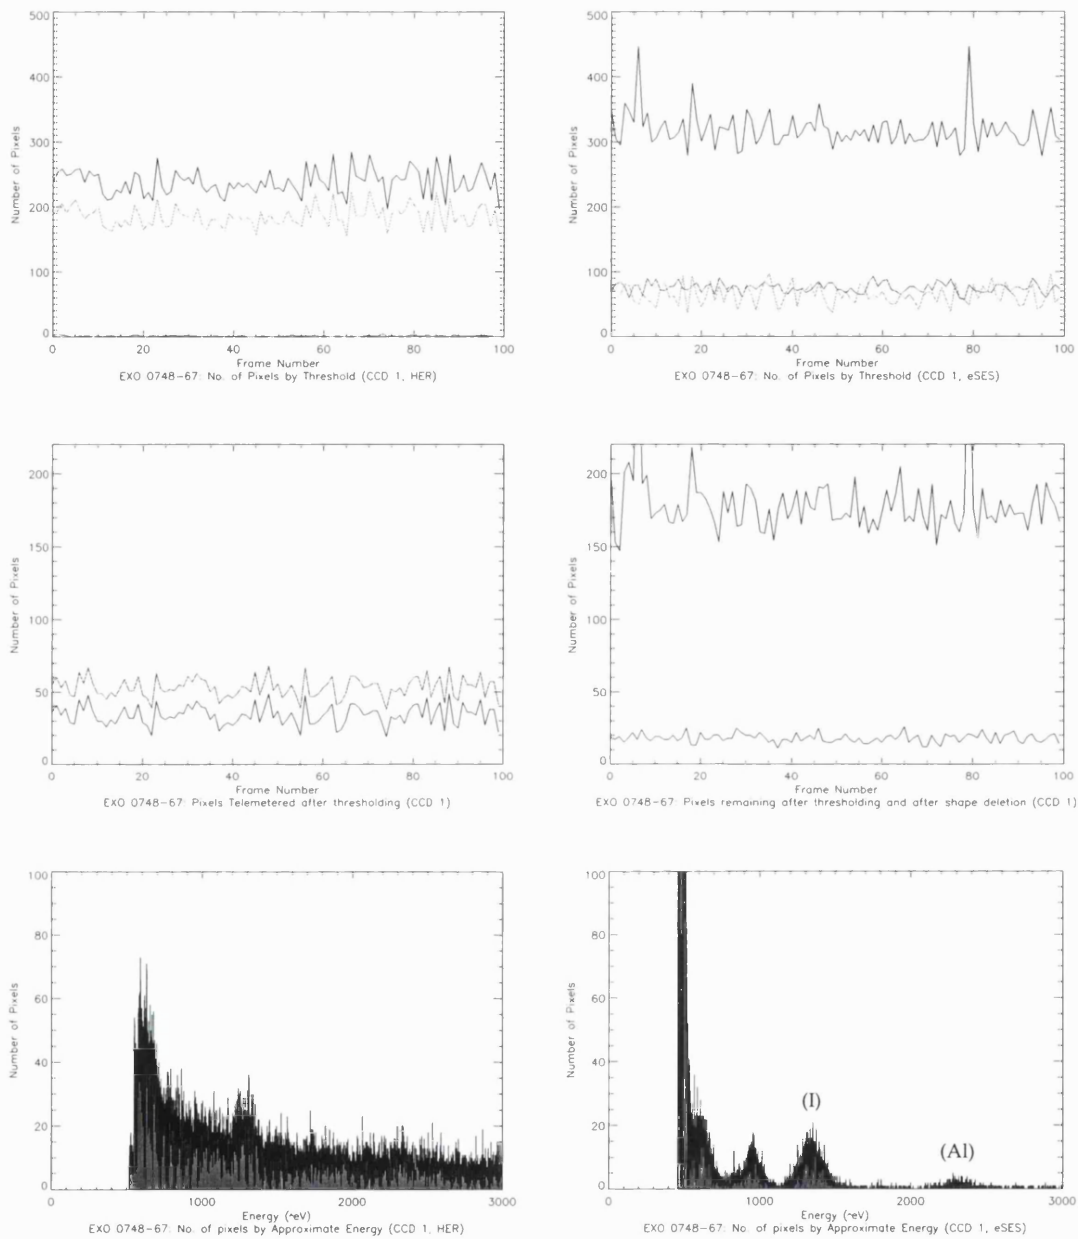 500
400
300
200
100
0
Number of Pixels
0 20 40 60 80 100
Frame Number
EXO 0748-67: No. of Pixels by Threshold (CCD 1, HER)
500
400
300
200
100
0
Number of Pixels
0 20 40 60 80 100
Frame Number
EXO 0748-67: No. of Pixels by Threshold (CCD 1, eSES)
200
150
100
50
0
Number of Pixels
0 20 40 60 80 100
Frame Number
EXO 0748-67: Pixels Telemetered after thresholding (CCD 1)
200
150
100
50
0
Number of Pixels
0 20 40 60 80 100
Frame Number
EXO 0748-67: Pixels remaining after thresholding and after shape deletion (CCD 1)
100
80
60
40
20
0
Number of Pixels
0 1000 2000 3000
Energy (~eV)
EXO 0748-67: No. of pixels by Approximate Energy (CCD 1, HER)
100
80
60
40
20
0
Number of Pixels
(I)
(Al)
0 1000 2000 3000
Energy (~eV)
EXO 0748-67: No. of pixels by Approximate Energy (CCD 1, eSES)